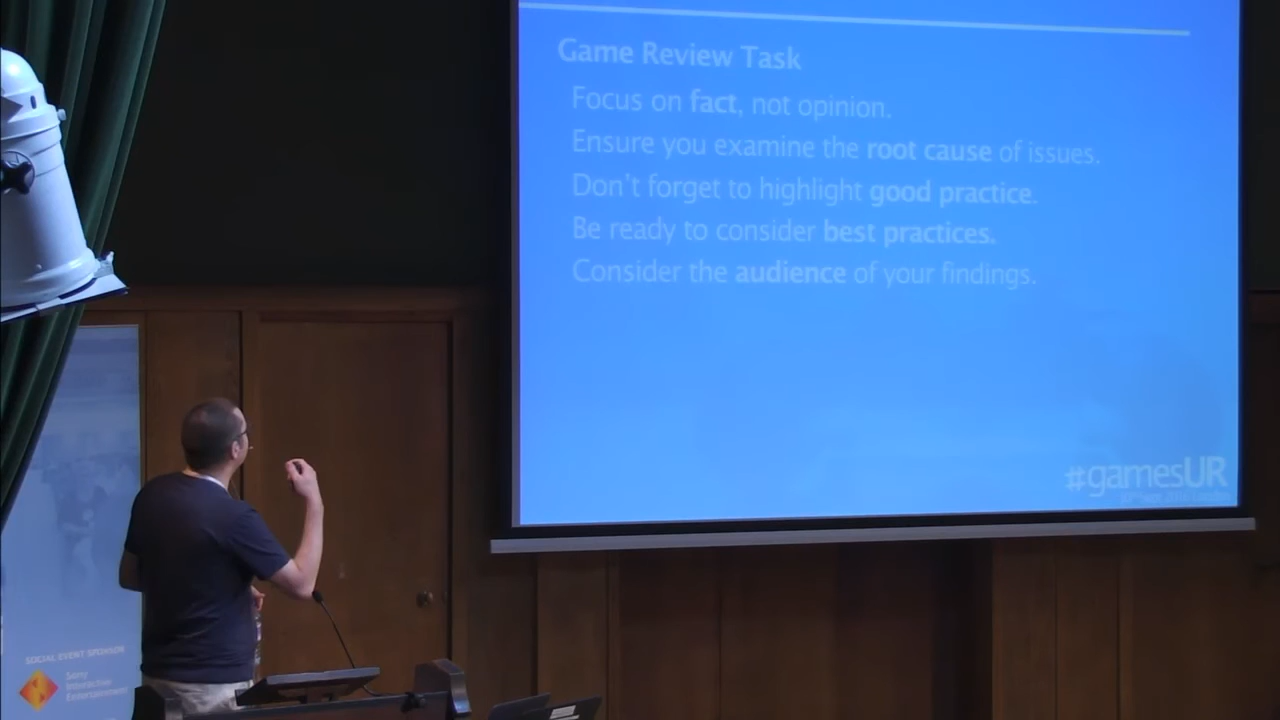 Game Review Task
Focus on fact, not opinion.
Ensure you examine the root cause of issues.
Don't forget to highlight good practice.
Be ready to consider best practices.
Consider the audience of your findings.
#gamesUR
SOCIAL EVENT SPONSOR
Sony
Interactive
Entertainment